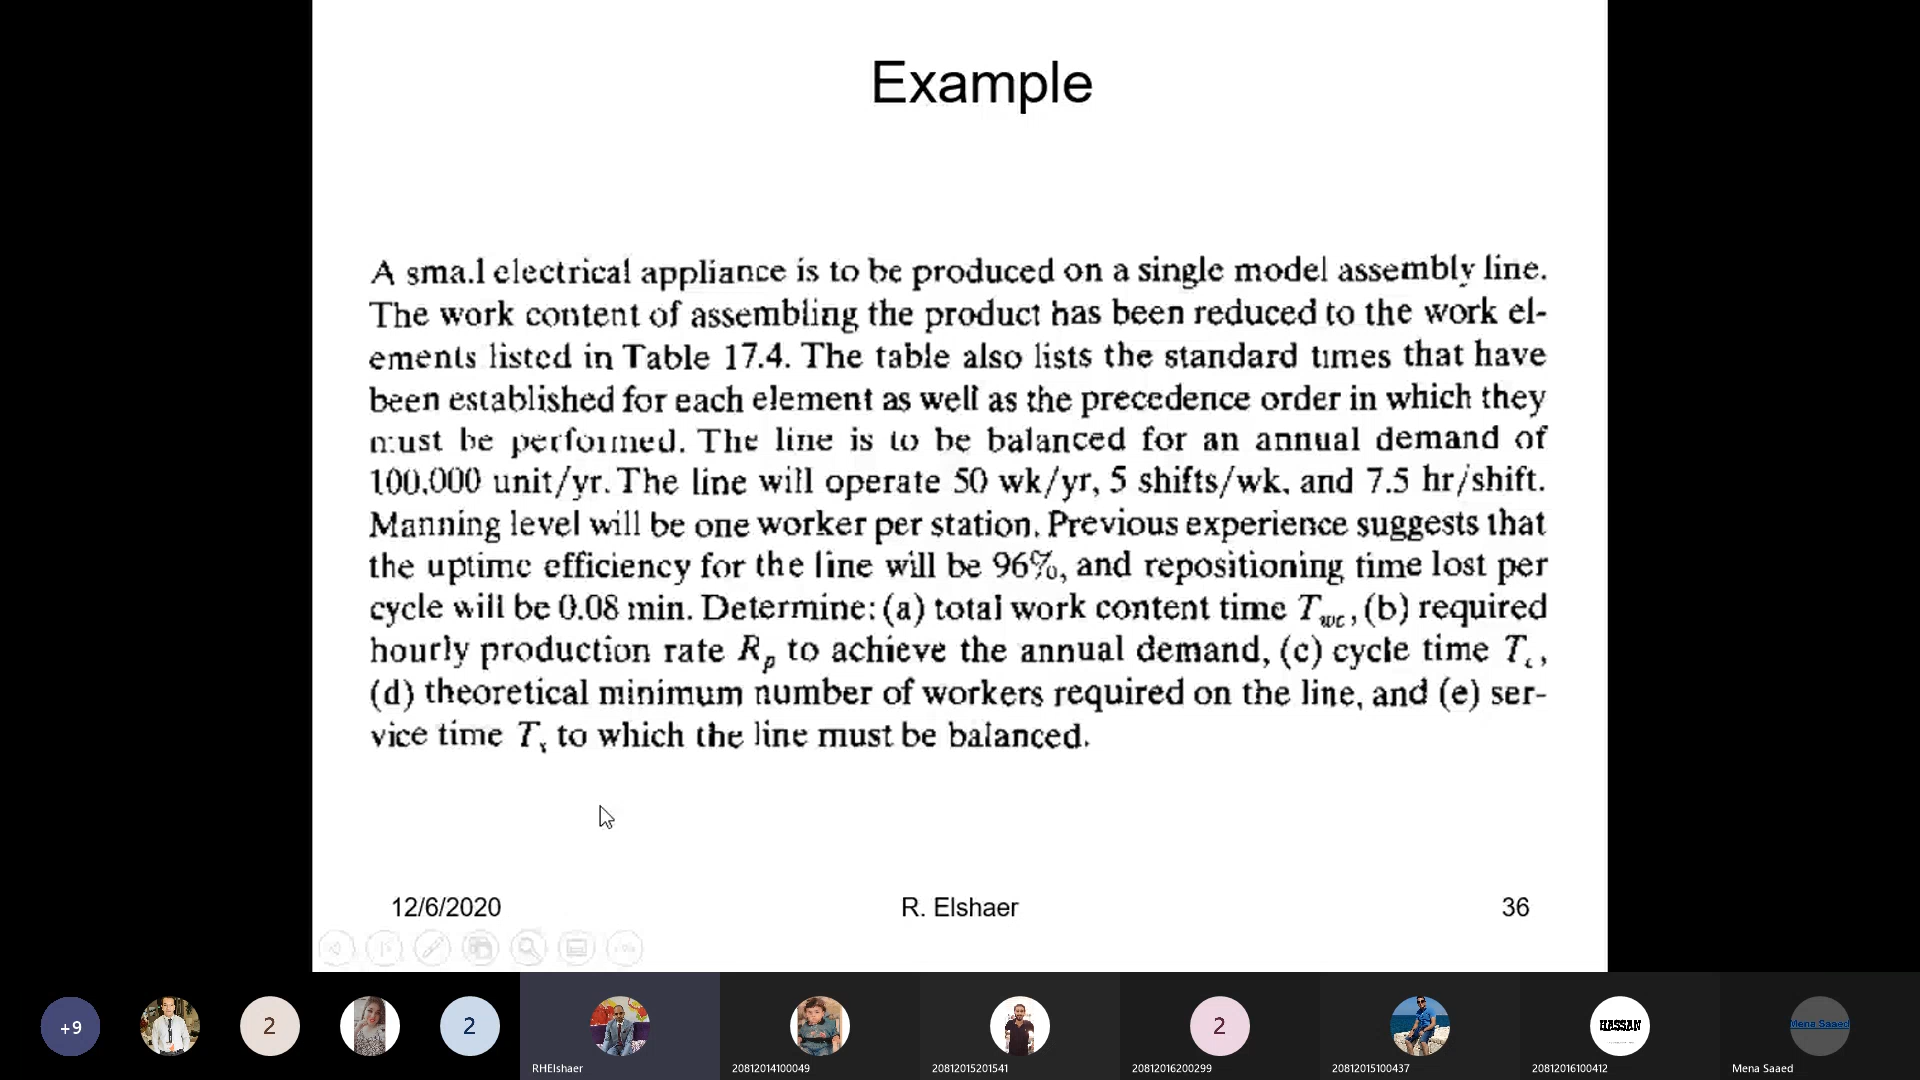 Example
A small electrical appliance is to be produced on a single model assembly line.
The work content of assembling the product has been reduced to the work el-
ements listed in Table 17.4. The table also lists the standard times that have
been established for each element as well as the precedence order in which they
must be performed. The line is to be balanced for an annual demand of
100,000 unit/yr. The line will operate 50 wk/yr, 5 shifts/wk, and 7.5 hr/shift.
Manning level will be one worker per station. Previous experience suggests that
the uptime efficiency for the line will be 96%, and repositioning time lost per
cycle will be 0.08 min. Determine: (a) total work content time Twc, (b) required
hourly production rate Rp to achieve the annual demand, (c) cycle time Tc,
(d) theoretical minimum number of workers required on the line, and (e) ser-
vice time Ts to which the line must be balanced.
12/6/2020
R. Elshaer
36
+9
2
2
2
HASSAN
Mena Saaed
RHElshaer
20812014100049
20812015201541
20812016200299
20812015100437
20812016100412
Mena Saaed